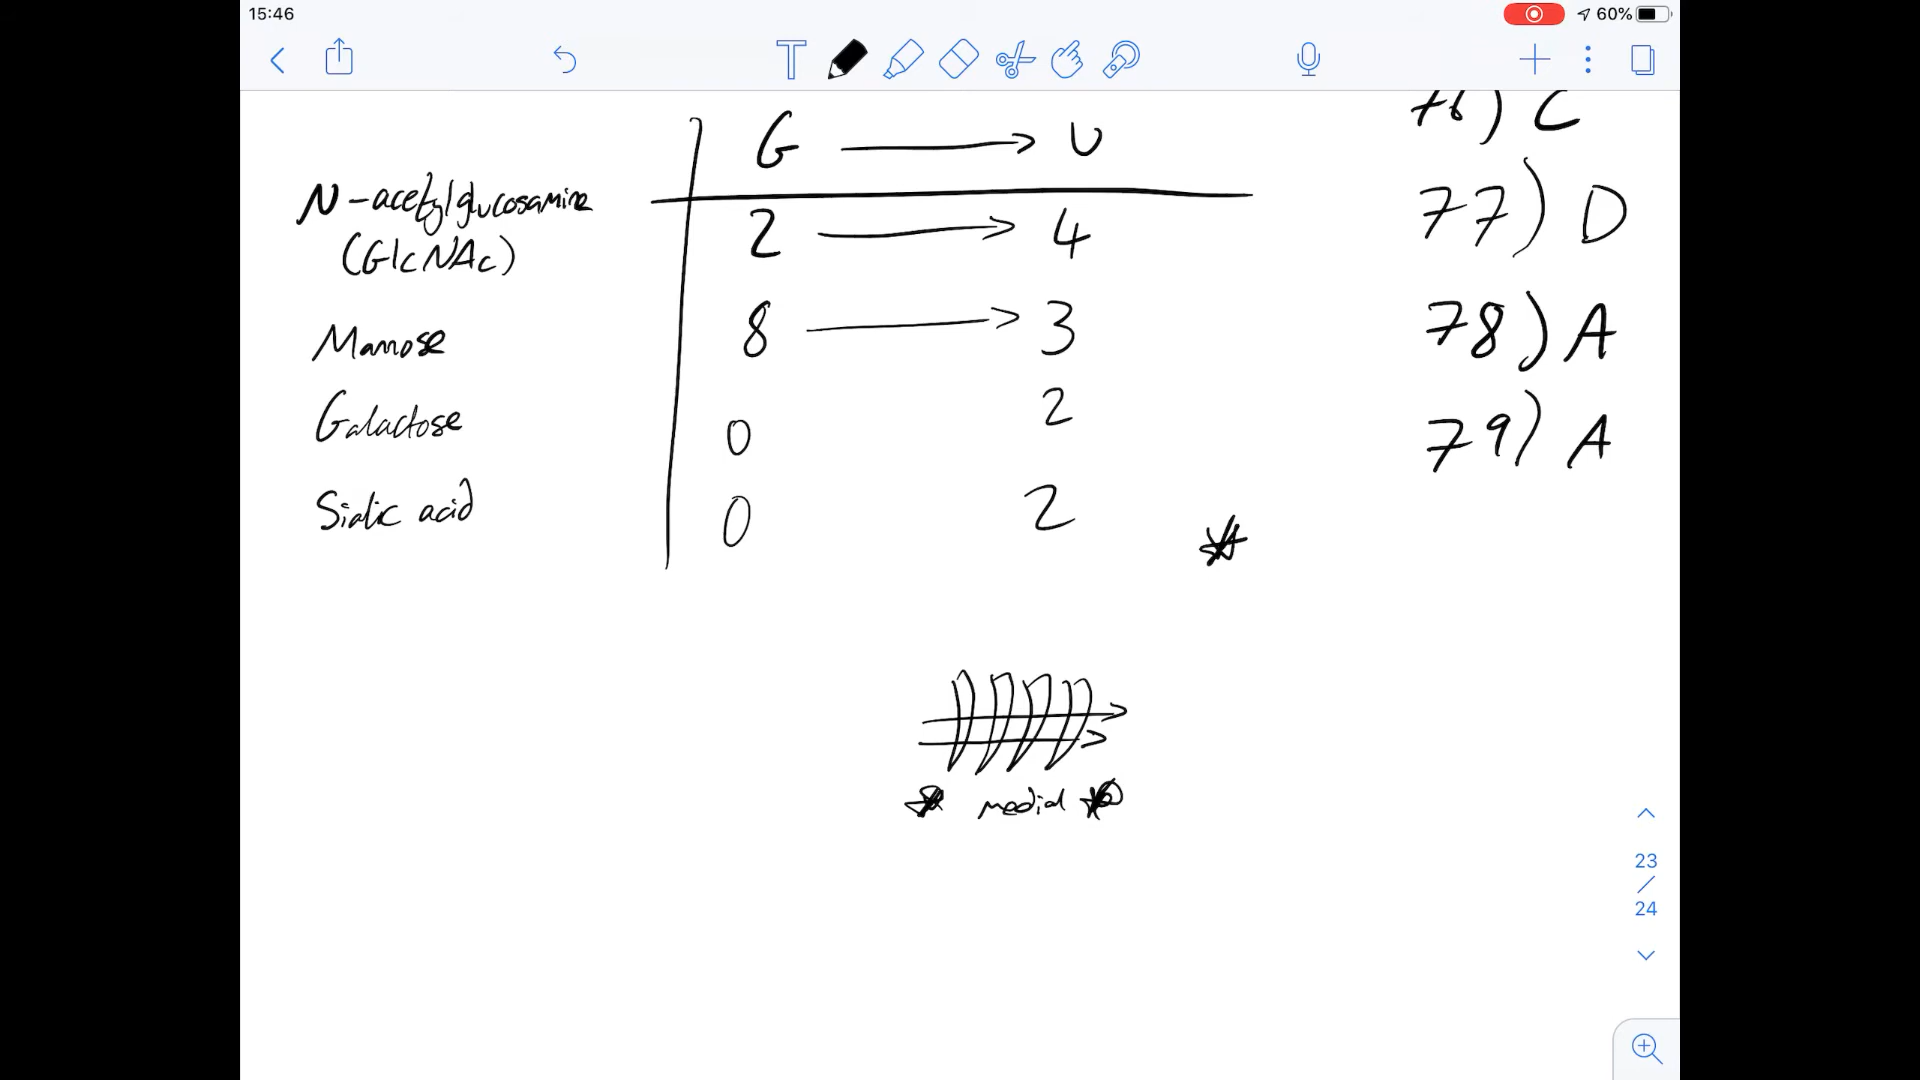 15:46
60%
G → U
N-acetylglucosamine 2 → 4
(GlcNAc)
Mannose 8 → 3
Galactose 0 2
Sialic acid 0 2
medial
76) C
77) D
78) A
79) A
23
/
24